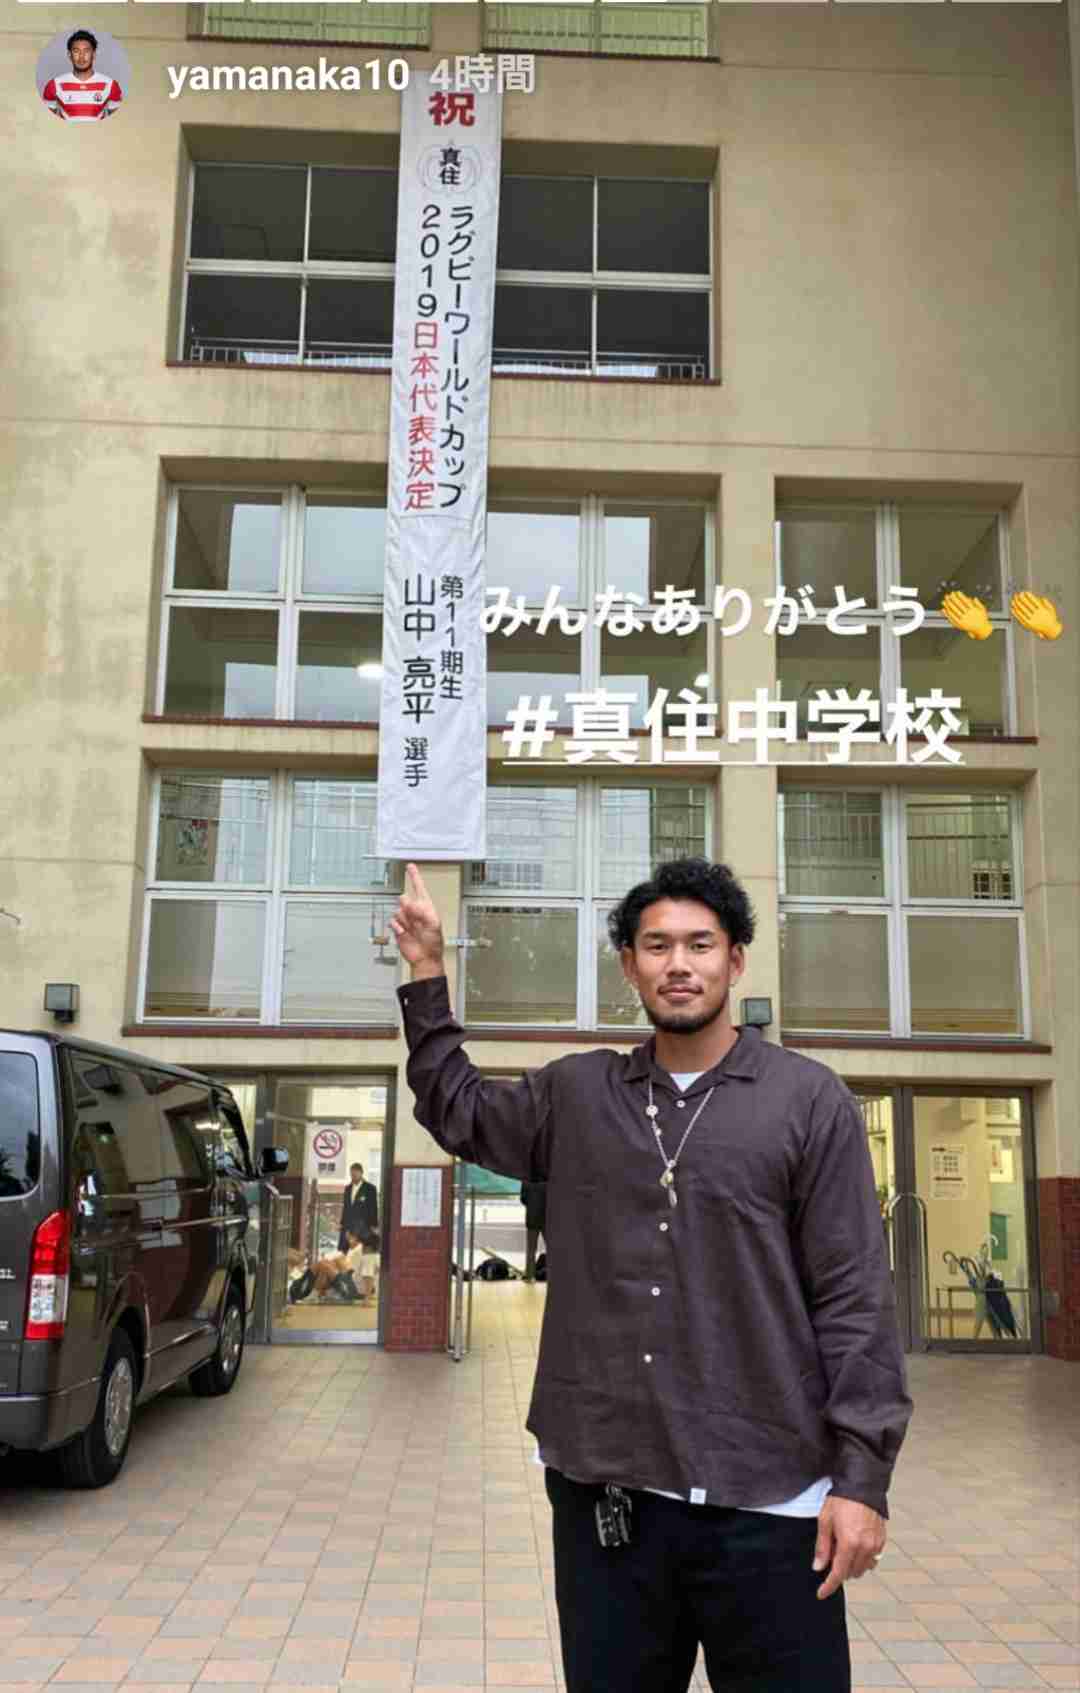 yamanaka10 4時間
祝
真住
ラグビーワールドカップ
2019日本代表決定
第11期生
山中 亮平 選手
みんなありがとう👏👏
#真住中学校